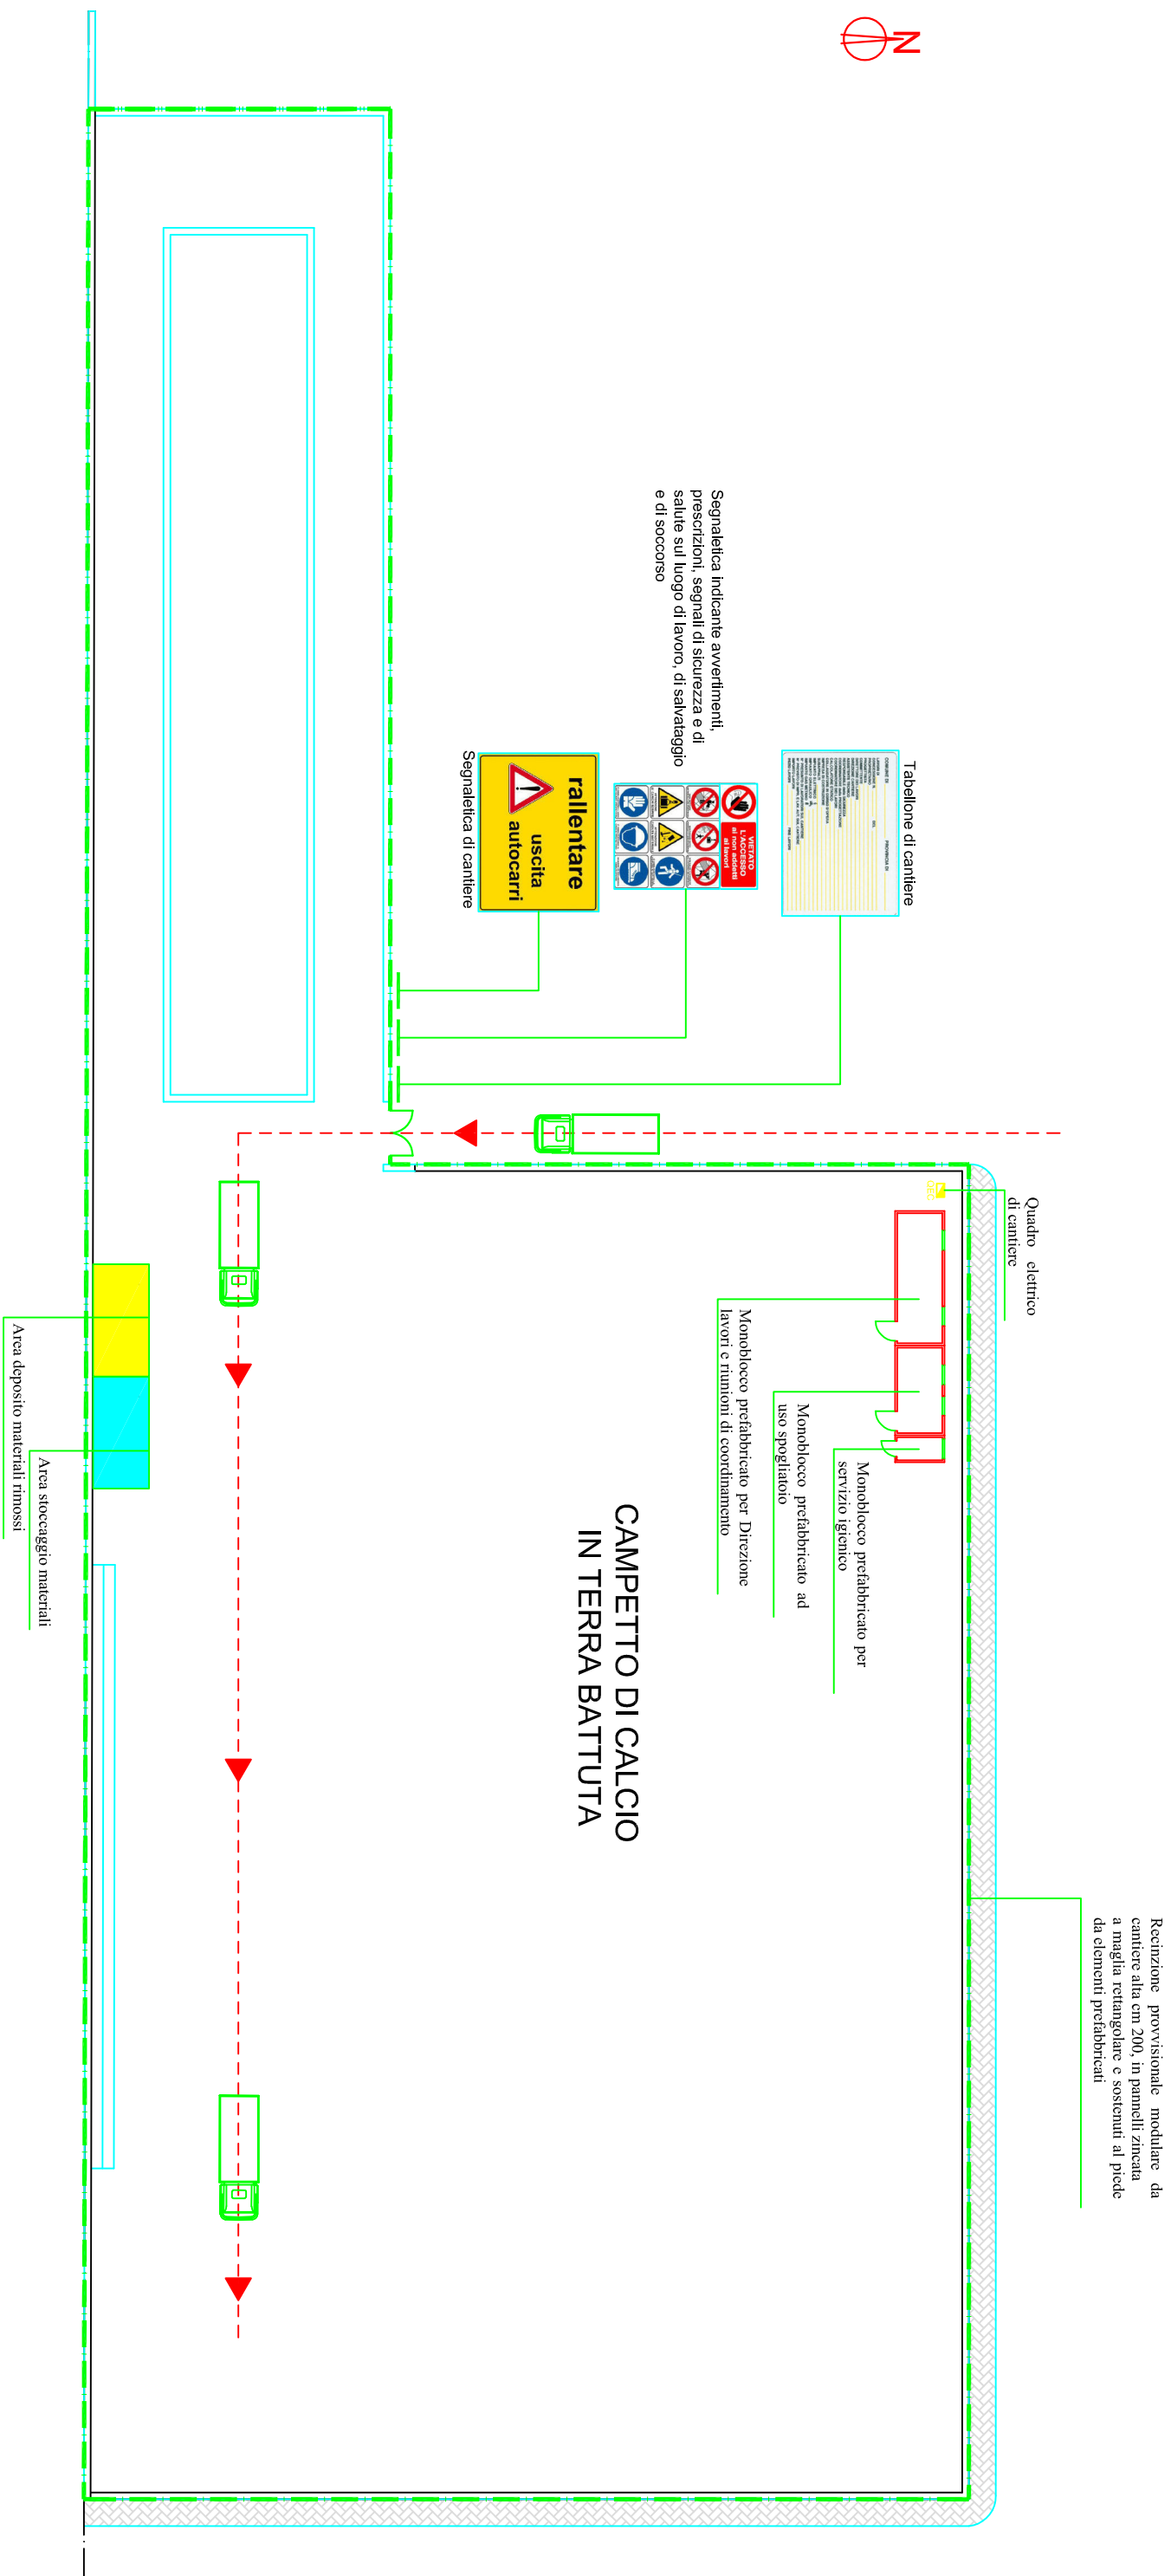 N
Tabellone di cantiere
COMUNE DI
PROVINCIA DI
Segnaletica indicante avvertimenti,
prescrizioni, segnali di sicurezza e di
salute sul luogo di lavoro, di salvataggio
e di soccorso
VIETATO
L'ACCESSO
ai non addetti
ai lavori
rallentare
uscita
autocarri
Segnaletica di cantiere
Quadro elettrico
di cantiere
Monoblocco prefabbricato per
servizio igienico
Monoblocco prefabbricato ad
uso spogliatoio
Monoblocco prefabbricato per Direzione
lavori e riunioni di coordinamento
CAMPETTO DI CALCIO
IN TERRA BATTUTA
Area stoccaggio materiali
Area deposito materiali rimossi
Recinzione provvisionale modulare da
cantiere alta cm 200, in pannelli zincata
a maglia rettangolare e sostenuti al piede
da elementi prefabbricati